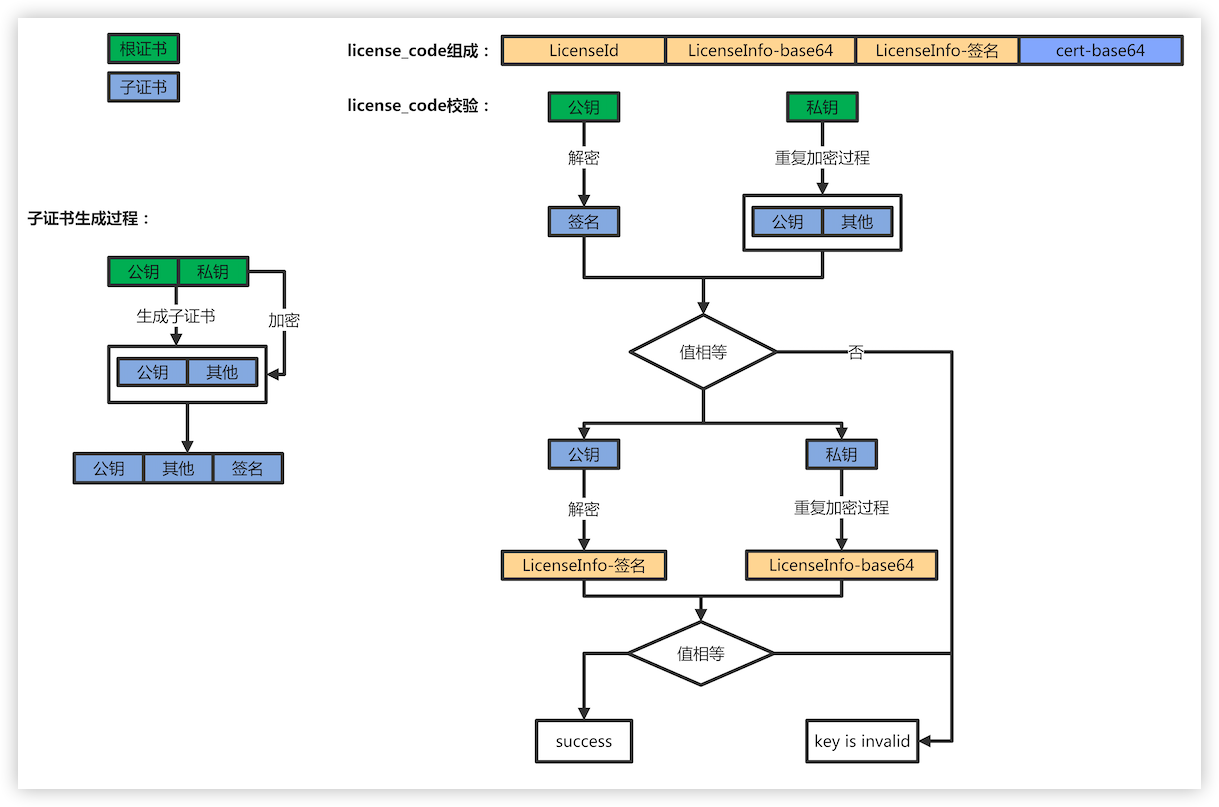 根证书
子证书
license_code组成：
LicenseId
LicenseInfo-base64
LicenseInfo-签名
cert-base64
license_code校验：
公钥
私钥
解密
重复加密过程
签名
公钥
其他
子证书生成过程：
公钥
私钥
生成子证书
加密
公钥
其他
公钥
其他
签名
值相等
否
公钥
私钥
解密
重复加密过程
LicenseInfo-签名
LicenseInfo-base64
值相等
success
key is invalid